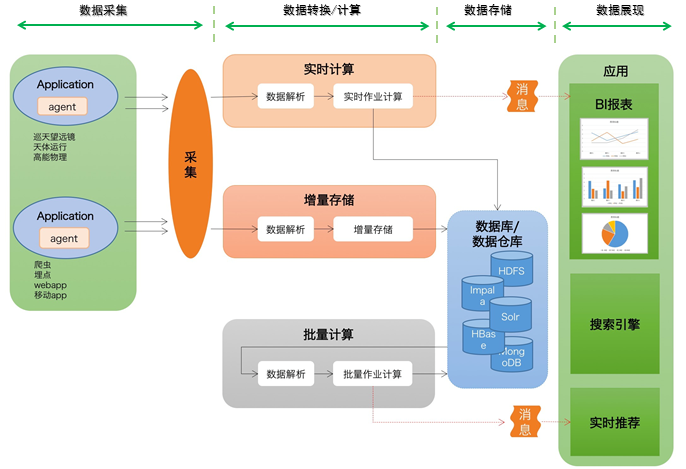 数据采集
数据转换/计算
数据存储
数据展现
Application
agent
巡天望远镜
天体运行
高能物理
Application
agent
爬虫
埋点
webapp
移动app
采
集
实时计算
数据解析
实时作业计算
增量存储
数据解析
增量存储
批量计算
数据解析
批量作业计算
消
息
消
息
数据库/
数据仓库
HDFS
Impal
a
Solr
HBas
e
Mong
oDB
应用
BI报表
搜索引擎
实时推荐